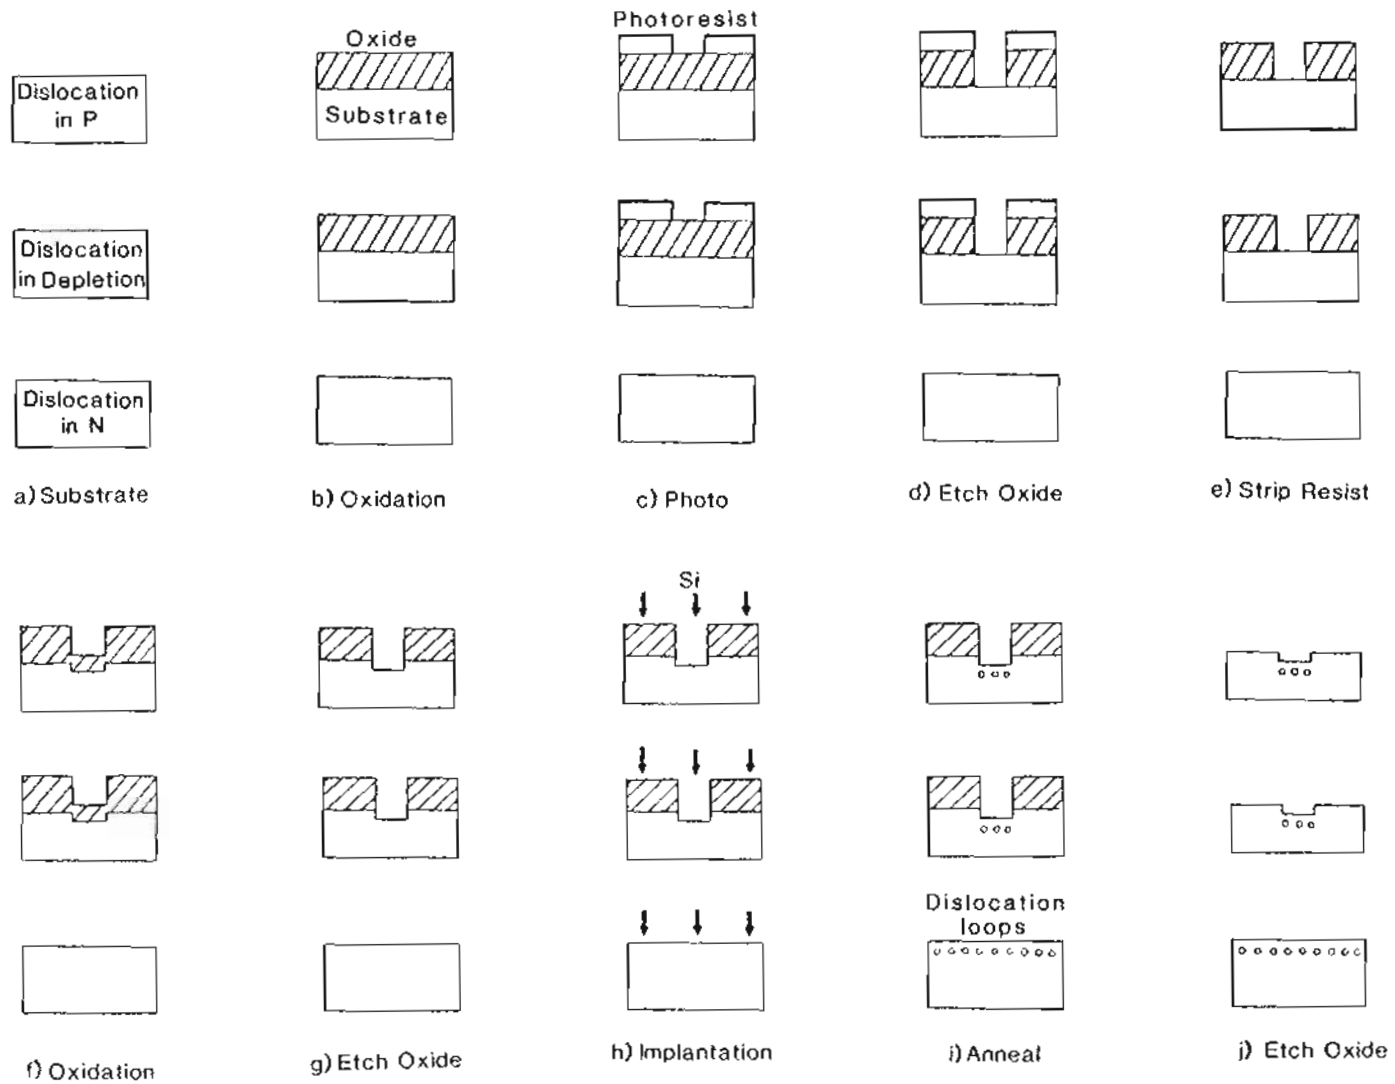 Photoresist
Oxide
Dislocation
in P
Substrate
Dislocation
in Depletion
Dislocation
in N
a) Substrate
b) Oxidation
c) Photo
d) Etch Oxide
e) Strip Resist
Si
Dislocation
loops
f) Oxidation
g) Etch Oxide
h) Implantation
i) Anneal
j) Etch Oxide